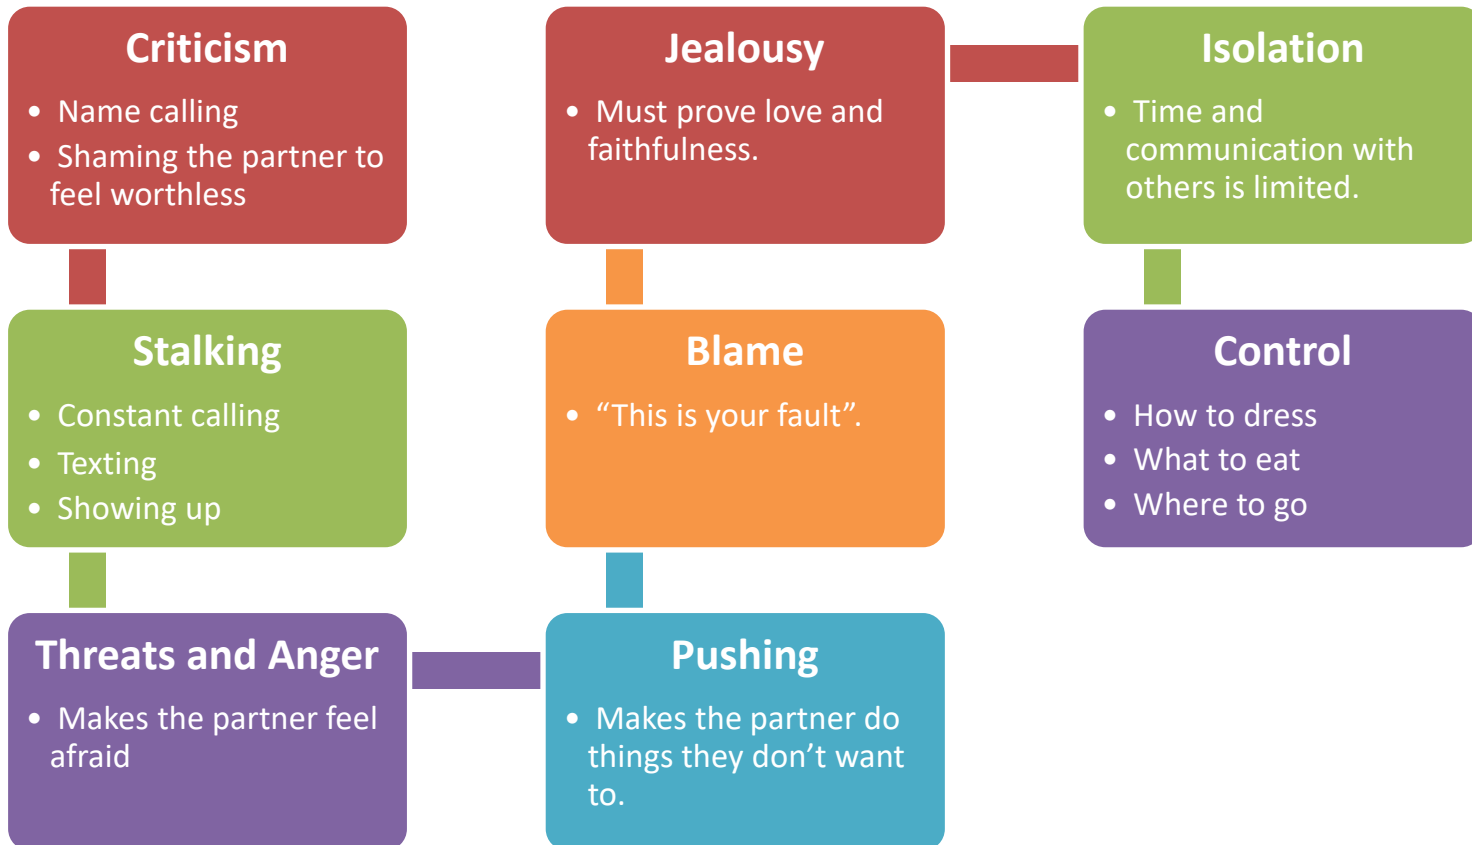 Criticism
• Name calling
• Shaming the partner to
feel worthless
Stalking
• Constant calling
• Texting
• Showing up
Threats and Anger
• Makes the partner feel
afraid
Pushing
• Makes the partner do
things they don’t want
to.
Blame
• “This is your fault”.
Jealousy
• Must prove love and
faithfulness.
Isolation
• Time and
communication with
others is limited.
Control
• How to dress
• What to eat
• Where to go